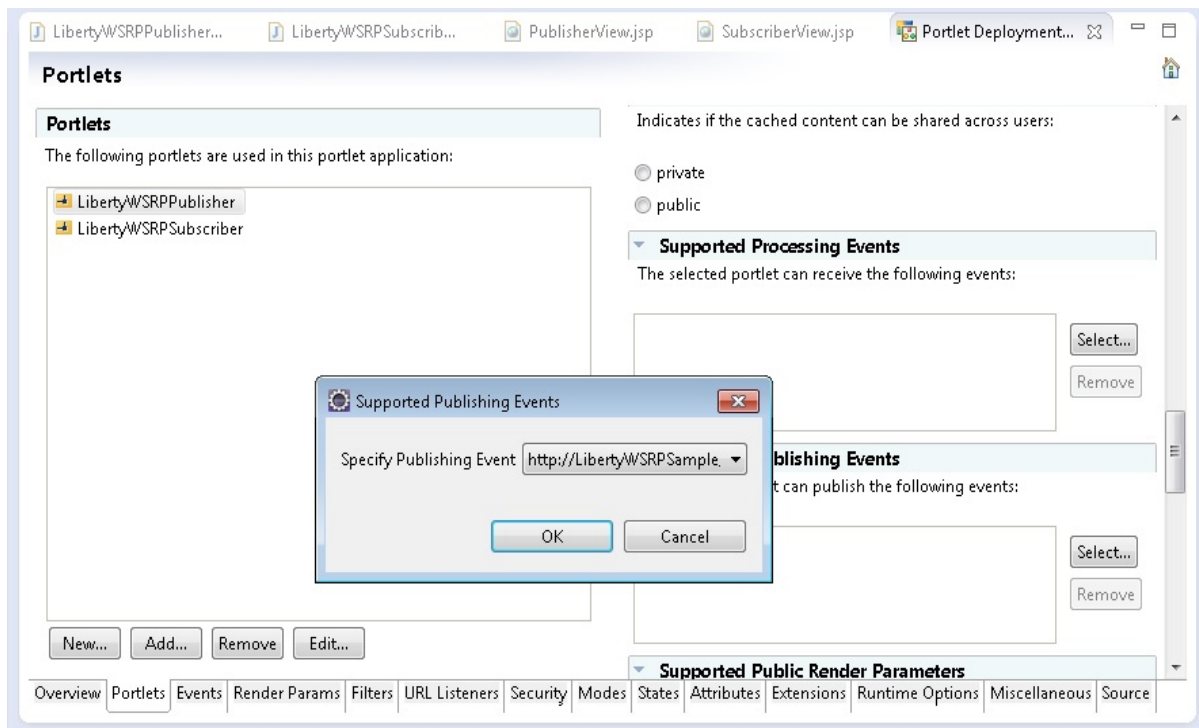 LibertyWSRPPublisher...
LibertyWSRPSubscrib...
PublisherView.jsp
SubscriberView.jsp
Portlet Deployment...
Portlets
Portlets
The following portlets are used in this portlet application:
LibertyWSRPPublisher
LibertyWSRPSubscriber
New...
Add...
Remove
Edit...
Indicates if the cached content can be shared across users:
private
public
Supported Processing Events
The selected portlet can receive the following events:
Select...
Remove
blishing Events
t can publish the following events:
Select...
Remove
Supported Public Render Parameters
Supported Publishing Events
Specify Publishing Event http://LibertyWSRPSample.
OK
Cancel
Overview Portlets Events Render Params Filters URL Listeners Security Modes States Attributes Extensions Runtime Options Miscellaneous Source